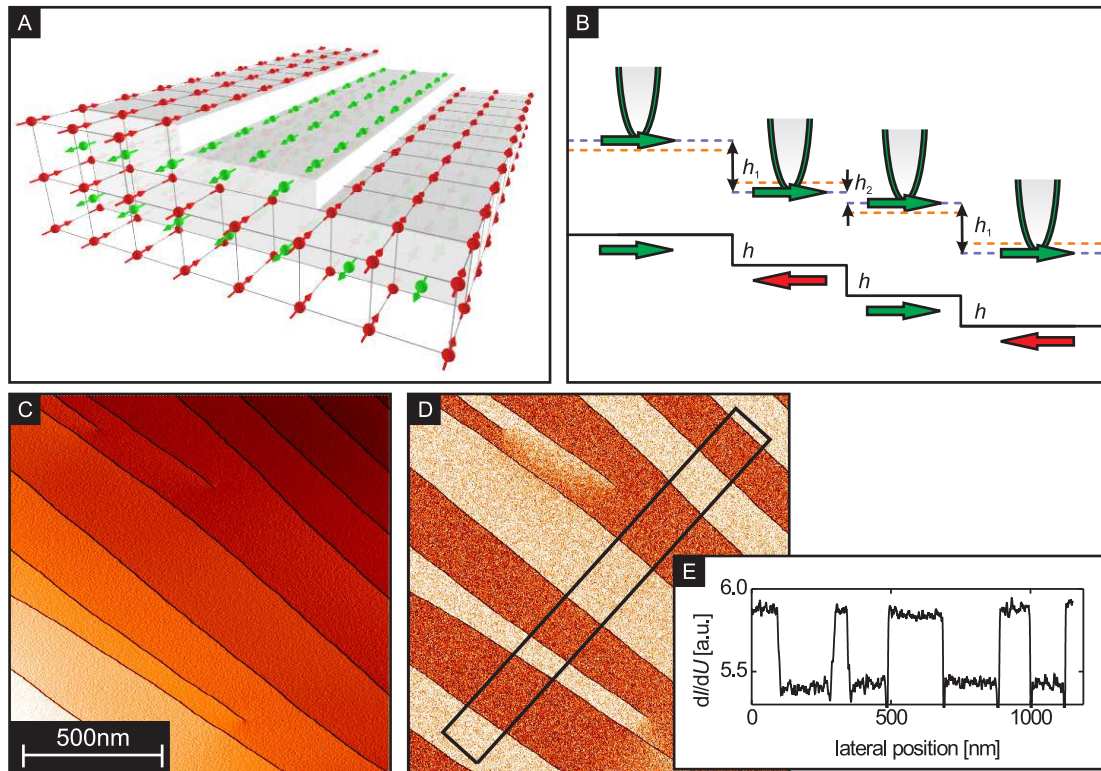 A
B
h₁
h₂
h₁
h
h
h
C
500nm
D
E
6.0
5.5
dI/dU [a.u.]
0
500
1000
lateral position [nm]